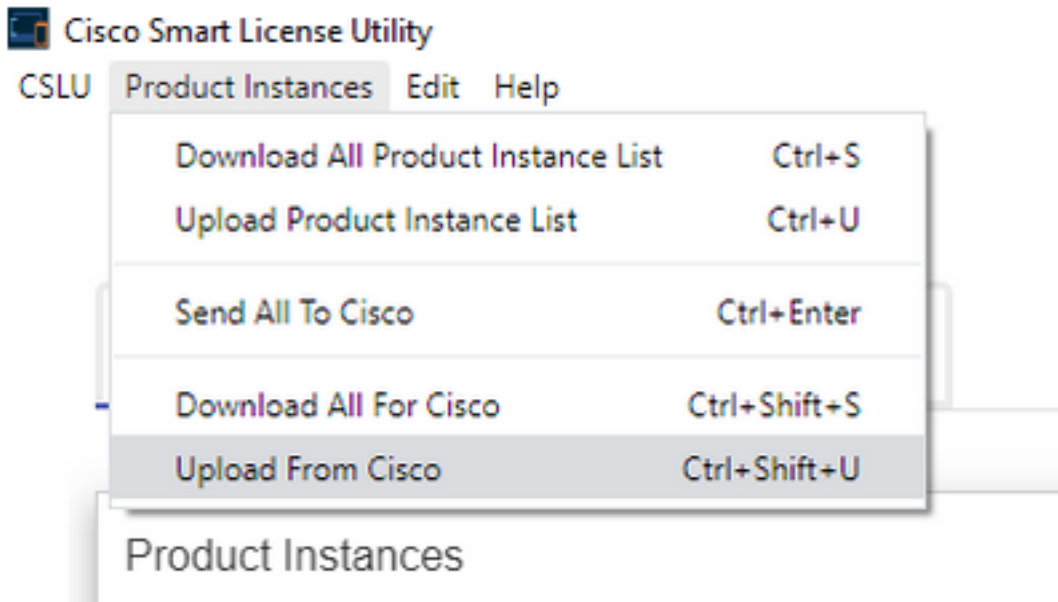 Cisco Smart License Utility
CSLU Product Instances Edit Help
Download All Product Instance List Ctrl+S
Upload Product Instance List Ctrl+U
Send All To Cisco Ctrl+Enter
Download All For Cisco Ctrl+Shift+S
Upload From Cisco Ctrl+Shift+U
Product Instances